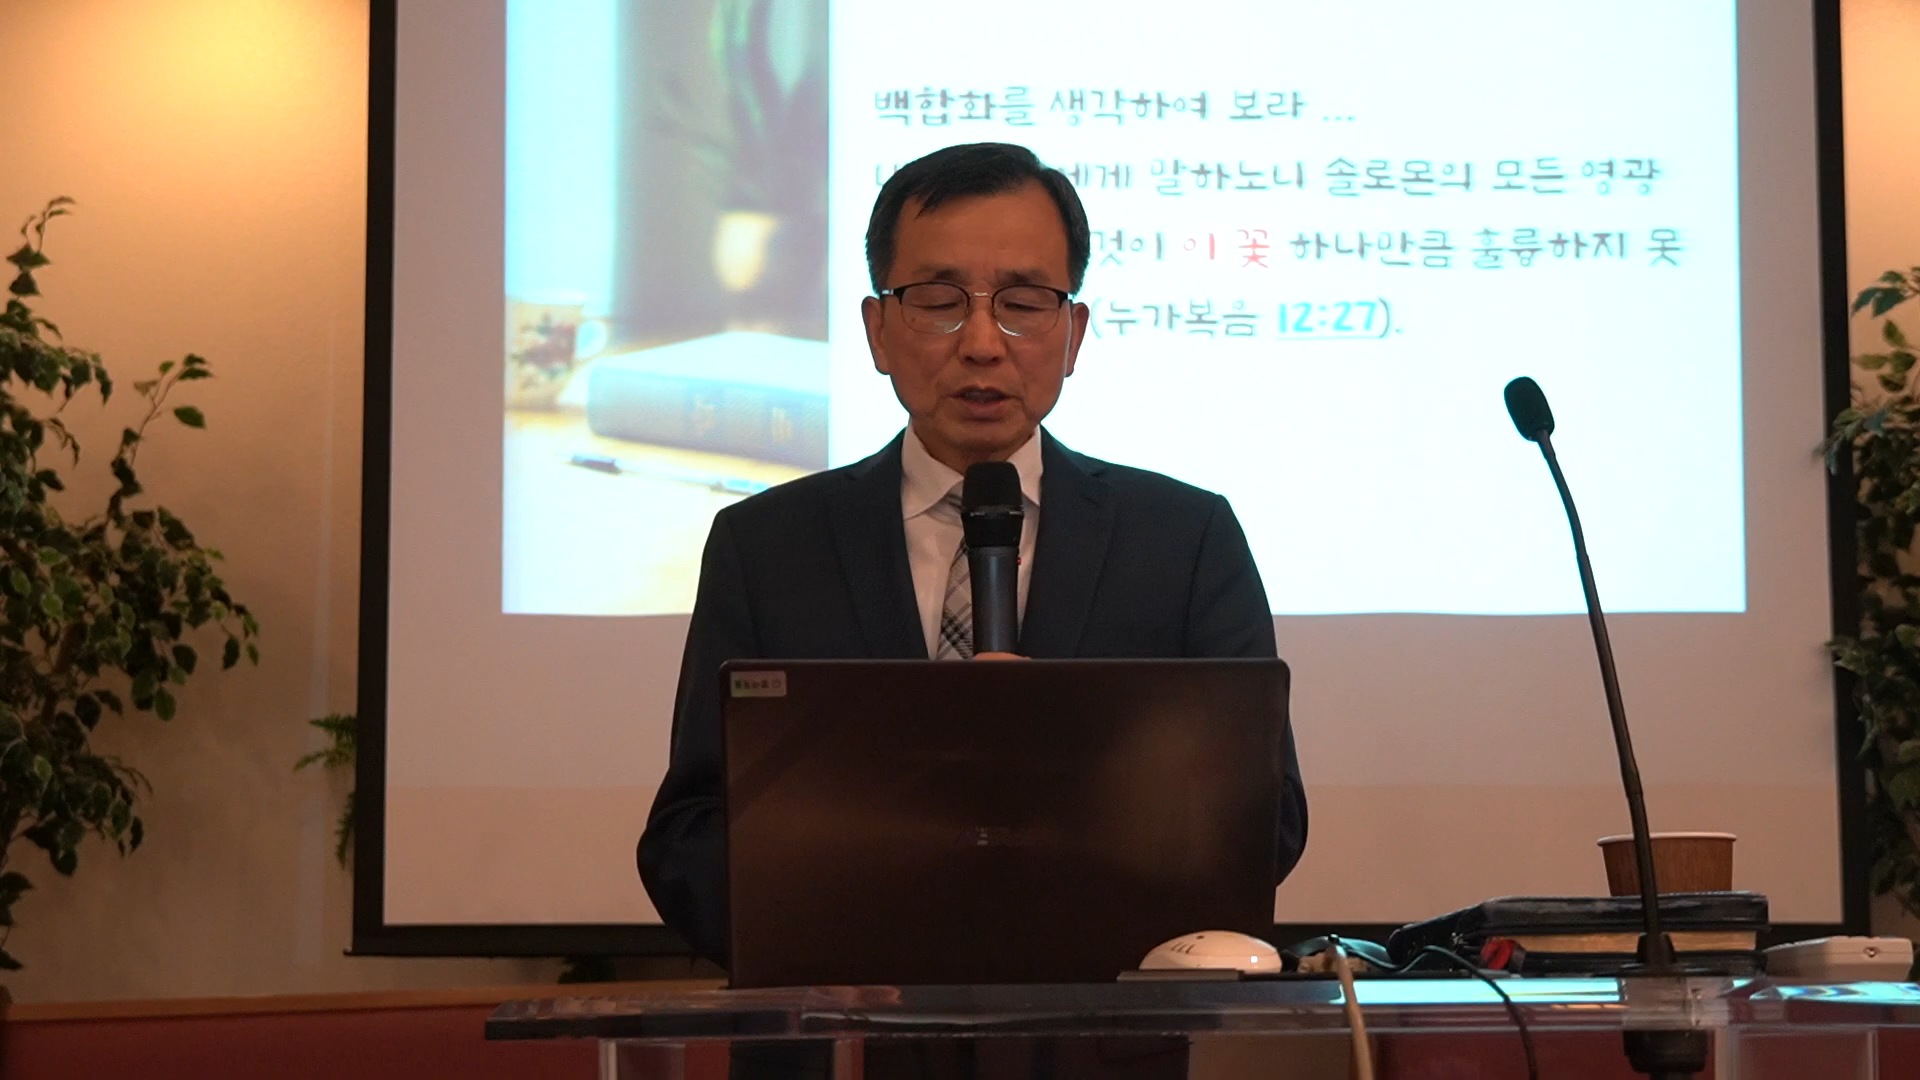 백합화를 생각하여 보라 ...
에게 말하노니 솔로몬의 모든 영광
것이 이 꽃 하나만큼 훌륭하지 못
(누가복음 12:27).